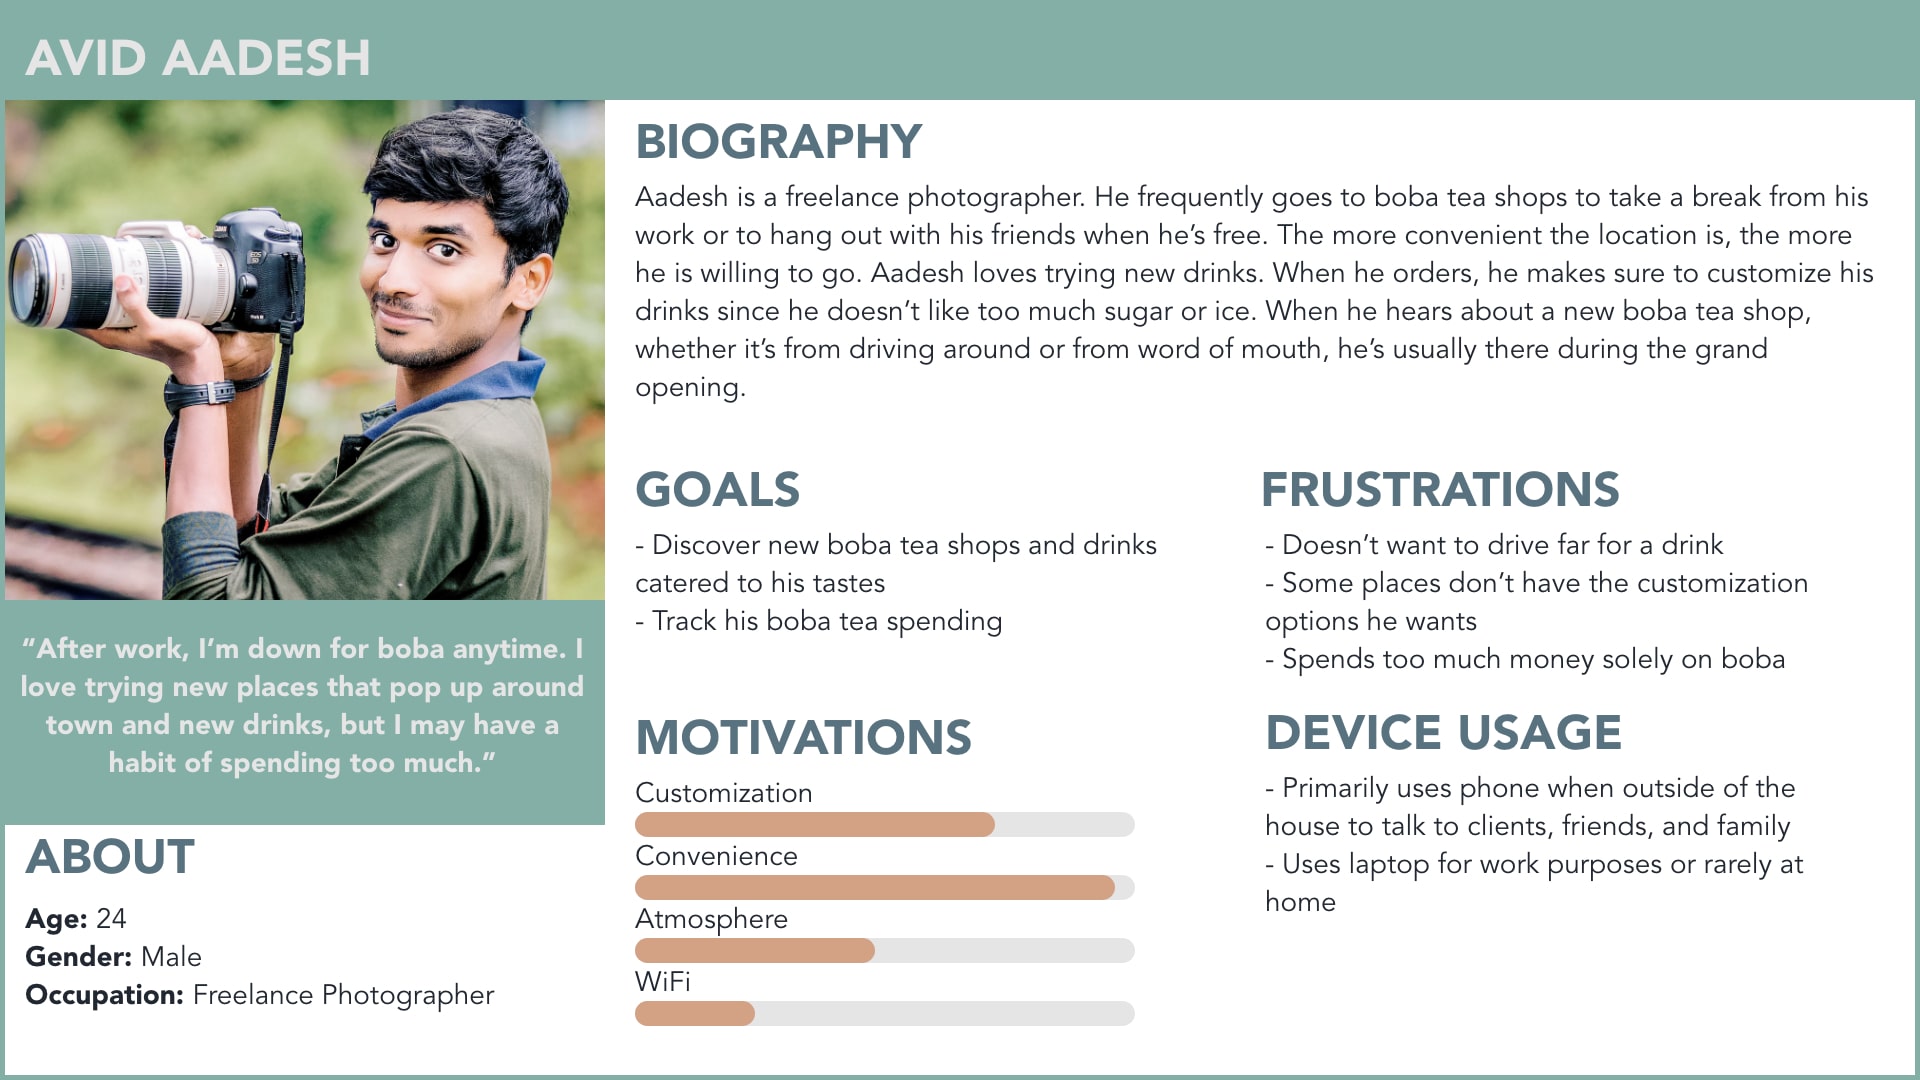 AVID AADESH
“After work, I’m down for boba anytime. I
love trying new places that pop up around
town and new drinks, but I may have a
habit of spending too much.”
ABOUT
Age: 24
Gender: Male
Occupation: Freelance Photographer
BIOGRAPHY
Aadesh is a freelance photographer. He frequently goes to boba tea shops to take a break from his
work or to hang out with his friends when he’s free. The more convenient the location is, the more
he is willing to go. Aadesh loves trying new drinks. When he orders, he makes sure to customize his
drinks since he doesn’t like too much sugar or ice. When he hears about a new boba tea shop,
whether it’s from driving around or from word of mouth, he’s usually there during the grand
opening.
GOALS
- Discover new boba tea shops and drinks
catered to his tastes
- Track his boba tea spending
FRUSTRATIONS
- Doesn’t want to drive far for a drink
- Some places don’t have the customization
options he wants
- Spends too much money solely on boba
MOTIVATIONS
Customization
Convenience
Atmosphere
WiFi
DEVICE USAGE
- Primarily uses phone when outside of the
house to talk to clients, friends, and family
- Uses laptop for work purposes or rarely at
home